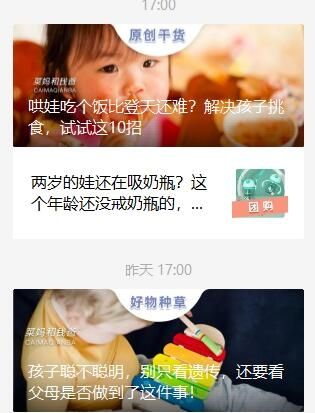 17:00
原创干货
菜妈和钱爸
CAIMAQIANBA
哄娃吃个饭比登天还难？解决孩子挑
食，试试这10招
两岁的娃还在吸奶瓶？这
个年龄还没戒奶瓶的，...
团购
昨天 17:00
好物种草
菜妈和钱爸
CAIMAQIANBA
孩子聪不聪明，别只看遗传，还要看
父母是否做到了这件事！